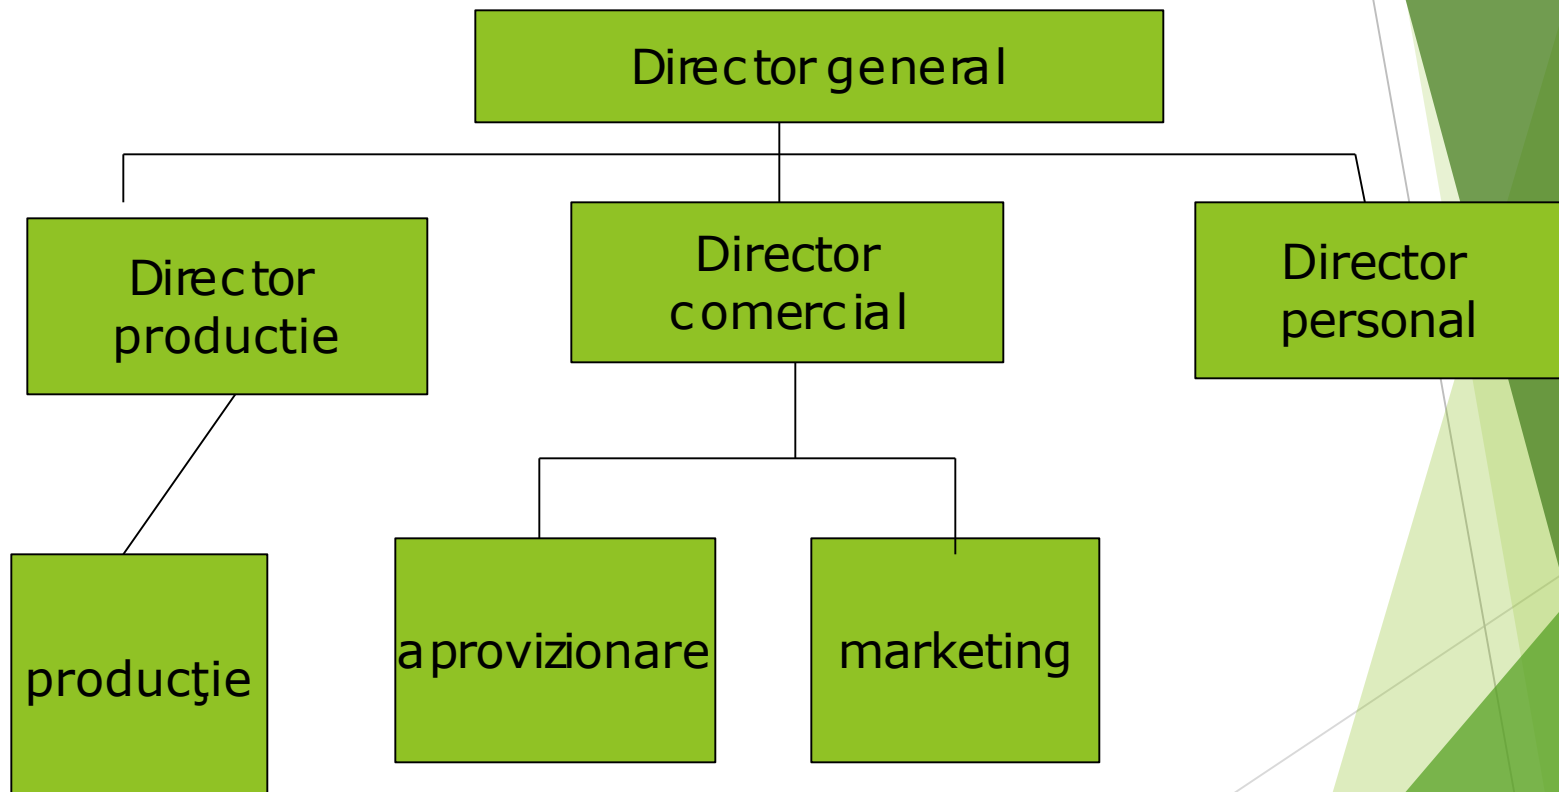 Director general
Director
productie
Director
comercial
Director
personal
producţie
aprovizionare
marketing